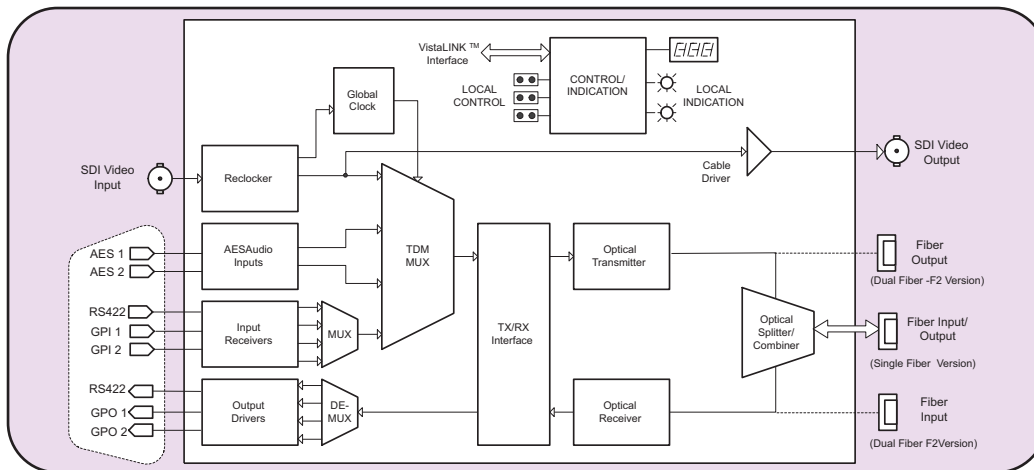 VistaLINK ™
Interface
LOCAL
CONTROL
CONTROL/
INDICATION
LOCAL
INDICATION
Global
Clock
SDI Video
Input
Reclocker
Cable
Driver
SDI Video
Output
AES 1
AES 2
AESAudio
Inputs
TDM
MUX
Optical
Transmitter
Fiber
Output
(Dual Fiber -F2 Version)
RS422
GPI 1
GPI 2
Input
Receivers
MUX
TX/RX
Interface
Optical
Splitter/
Combiner
Fiber Input/
Output
(Single Fiber Version)
RS422
GPO 1
GPO 2
Output
Drivers
DE-
MUX
Optical
Receiver
Fiber
Input
(Dual Fiber F2Version)